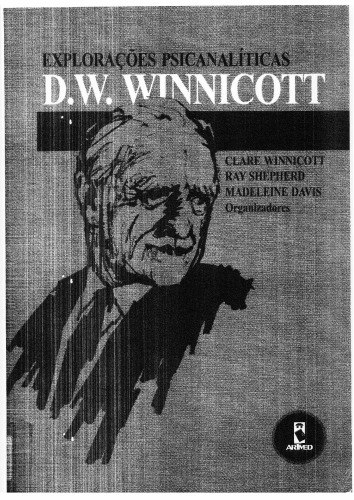 EXPLORAÇÕES PSICANALÍTICAS
D.W. WINNICOTT
CLARE WINNICOTT
RAY SHEPHERD
MADELEINE DAVIS
Organizadores
ARTMED